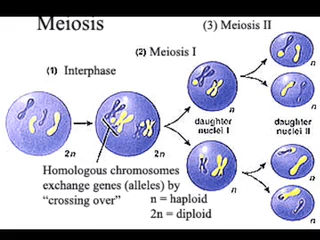 Meiosis
(3) Meiosis II
(2) Meiosis I
(1) Interphase
n
n
n
2n
2n
daughter
nuclei I
daughter
nuclei II
n
n
n
Homologous chromosomes
exchange genes (alleles) by
"crossing over"
n = haploid
2n = diploid